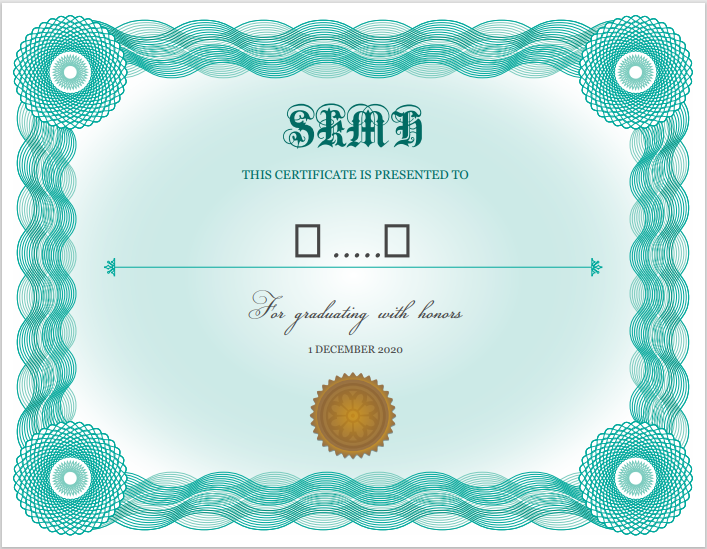 SKMH
THIS CERTIFICATE IS PRESENTED TO
.....
For graduating with honors
1 DECEMBER 2020